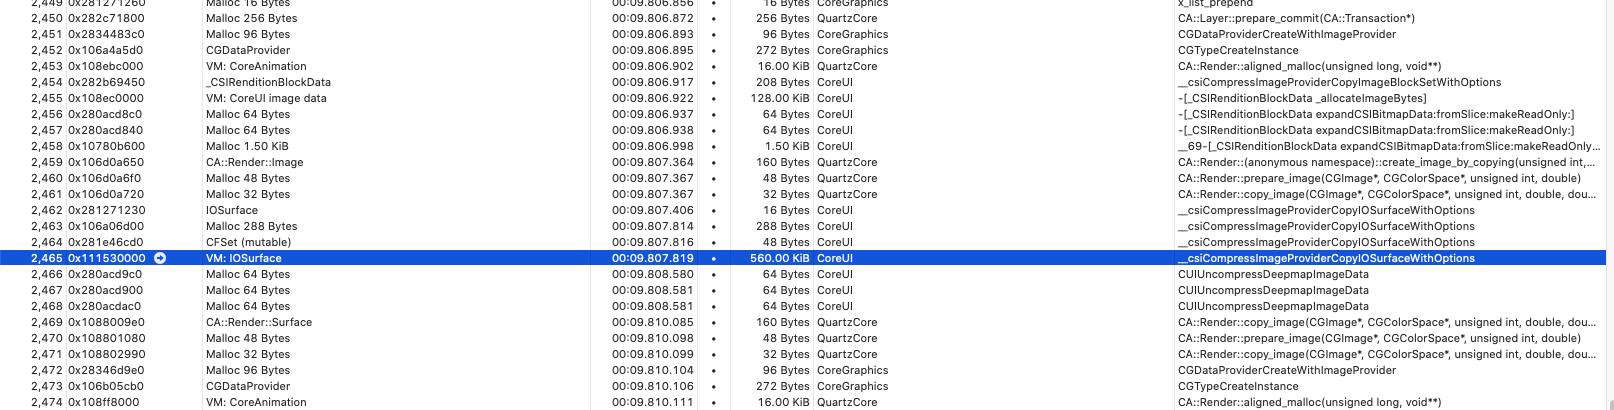 2,449 0x281271260 Malloc 16 Bytes 00:09.806.856 • 16 Bytes CoreGraphics x_list_prepend
2,450 0x282c71800 Malloc 256 Bytes 00:09.806.872 • 256 Bytes QuartzCore CA::Layer::prepare_commit(CA::Transaction*)
2,451 0x2834483c0 Malloc 96 Bytes 00:09.806.893 • 96 Bytes CoreGraphics CGDataProviderCreateWithImageProvider
2,452 0x106a4a5d0 CGDataProvider 00:09.806.895 • 272 Bytes CoreGraphics CGTypeCreateInstance
2,453 0x108ebc000 VM: CoreAnimation 00:09.806.902 • 16.00 KiB QuartzCore CA::Render::aligned_malloc(unsigned long, void**)
2,454 0x282b69450 _CSIRenditionBlockData 00:09.806.917 • 208 Bytes CoreUI __csiCompressImageProviderCopyImageBlockSetWithOptions
2,455 0x108ec0000 VM: CoreUI image data 00:09.806.922 • 128.00 KiB CoreUI -[_CSIRenditionBlockData _allocateImageBytes]
2,456 0x280acd8c0 Malloc 64 Bytes 00:09.806.937 • 64 Bytes CoreUI -[_CSIRenditionBlockData expandCSIBitmapData:fromSlice:makeReadOnly:]
2,457 0x280acd840 Malloc 64 Bytes 00:09.806.938 • 64 Bytes CoreUI -[_CSIRenditionBlockData expandCSIBitmapData:fromSlice:makeReadOnly:]
2,458 0x10780b600 Malloc 1.50 KiB 00:09.806.998 • 1.50 KiB CoreUI __69-[_CSIRenditionBlockData expandCSIBitmapData:fromSlice:makeReadOnly...
2,459 0x106d0a650 CA::Render::Image 00:09.807.364 • 160 Bytes QuartzCore CA::Render::(anonymous namespace)::create_image_by_copying(unsigned int,...
2,460 0x106d0a6f0 Malloc 48 Bytes 00:09.807.367 • 48 Bytes QuartzCore CA::Render::prepare_image(CGImage*, CGColorSpace*, unsigned int, double)
2,461 0x106d0a720 Malloc 32 Bytes 00:09.807.367 • 32 Bytes QuartzCore CA::Render::copy_image(CGImage*, CGColorSpace*, unsigned int, double, dou...
2,462 0x281271230 IOSurface 00:09.807.406 • 16 Bytes CoreUI __csiCompressImageProviderCopyIOSurfaceWithOptions
2,463 0x106a06d00 Malloc 288 Bytes 00:09.807.814 • 288 Bytes CoreUI __csiCompressImageProviderCopyIOSurfaceWithOptions
2,464 0x281e46cd0 CFSet (mutable) 00:09.807.816 • 48 Bytes CoreUI __csiCompressImageProviderCopyIOSurfaceWithOptions
2,465 0x111530000 VM: IOSurface 00:09.807.819 • 560.00 KiB CoreUI __csiCompressImageProviderCopyIOSurfaceWithOptions
2,466 0x280acd9c0 Malloc 64 Bytes 00:09.808.580 • 64 Bytes CoreUI CUIUncompressDeepmapImageData
2,467 0x280acd900 Malloc 64 Bytes 00:09.808.581 • 64 Bytes CoreUI CUIUncompressDeepmapImageData
2,468 0x280acdac0 Malloc 64 Bytes 00:09.808.581 • 64 Bytes CoreUI CUIUncompressDeepmapImageData
2,469 0x1088009e0 CA::Render::Surface 00:09.810.085 • 160 Bytes QuartzCore CA::Render::copy_image(CGImage*, CGColorSpace*, unsigned int, double, dou...
2,470 0x108801080 Malloc 48 Bytes 00:09.810.098 • 48 Bytes QuartzCore CA::Render::prepare_image(CGImage*, CGColorSpace*, unsigned int, double)
2,471 0x108802990 Malloc 32 Bytes 00:09.810.099 • 32 Bytes QuartzCore CA::Render::copy_image(CGImage*, CGColorSpace*, unsigned int, double, dou...
2,472 0x28346d9e0 Malloc 96 Bytes 00:09.810.104 • 96 Bytes CoreGraphics CGDataProviderCreateWithImageProvider
2,473 0x106b05cb0 CGDataProvider 00:09.810.106 • 272 Bytes CoreGraphics CGTypeCreateInstance
2,474 0x108ff8000 VM: CoreAnimation 00:09.810.111 • 16.00 KiB QuartzCore CA::Render::aligned_malloc(unsigned long, void**)